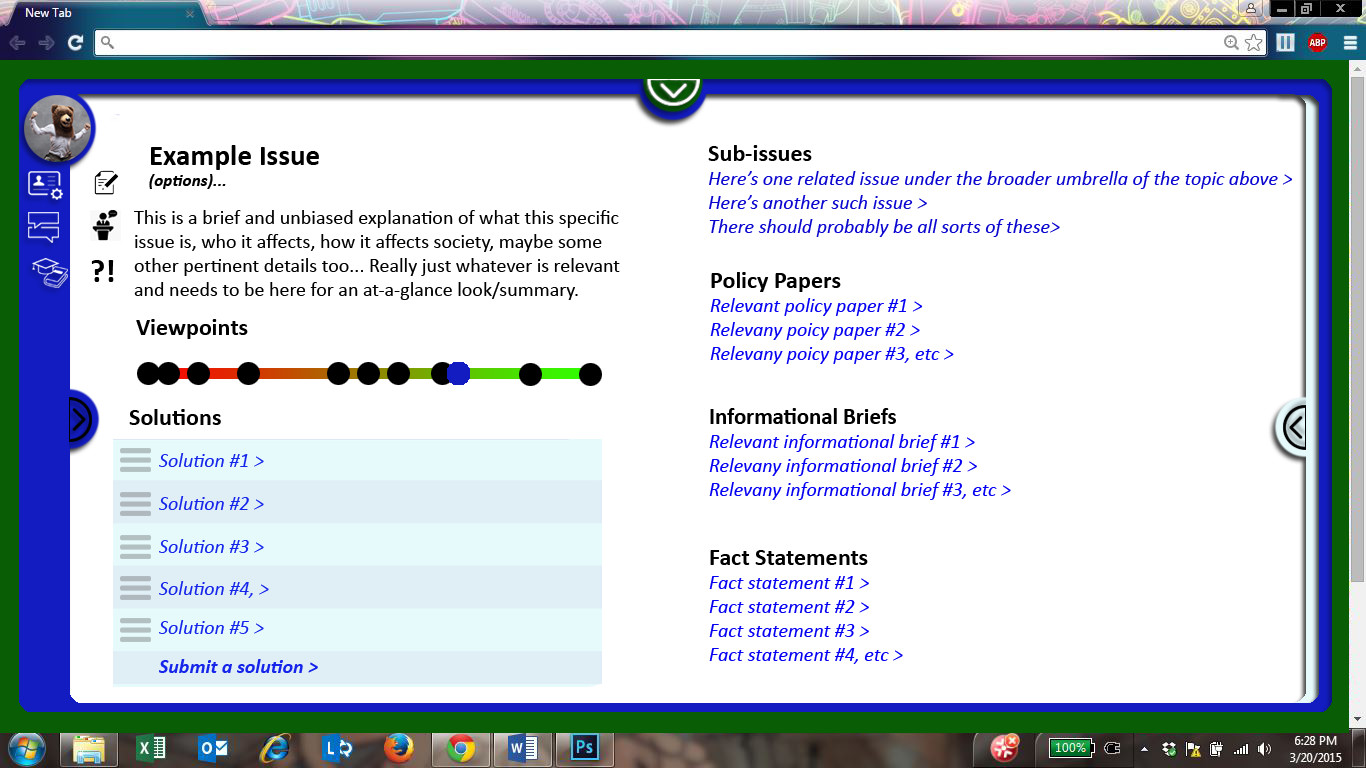 New Tab
ABP
Example Issue
(options)...
This is a brief and unbiased explanation of what this specific
issue is, who it affects, how it affects society, maybe some
other pertinent details too... Really just whatever is relevant
and needs to be here for an at-a-glance look/summary.
?!
Viewpoints
Solutions
Solution #1 >
Solution #2 >
Solution #3 >
Solution #4, >
Solution #5 >
Submit a solution >
Sub-issues
Here's one related issue under the broader umbrella of the topic above >
Here's another such issue >
There should probably be all sorts of these>
Policy Papers
Relevant policy paper #1 >
Relevany poicy paper #2 >
Relevany poicy paper #3, etc >
Informational Briefs
Relevant informational brief #1 >
Relevany informational brief #2 >
Relevany informational brief #3, etc >
Fact Statements
Fact statement #1 >
Fact statement #2 >
Fact statement #3 >
Fact statement #4, etc >
Ps
100%
6:28 PM
3/20/2015